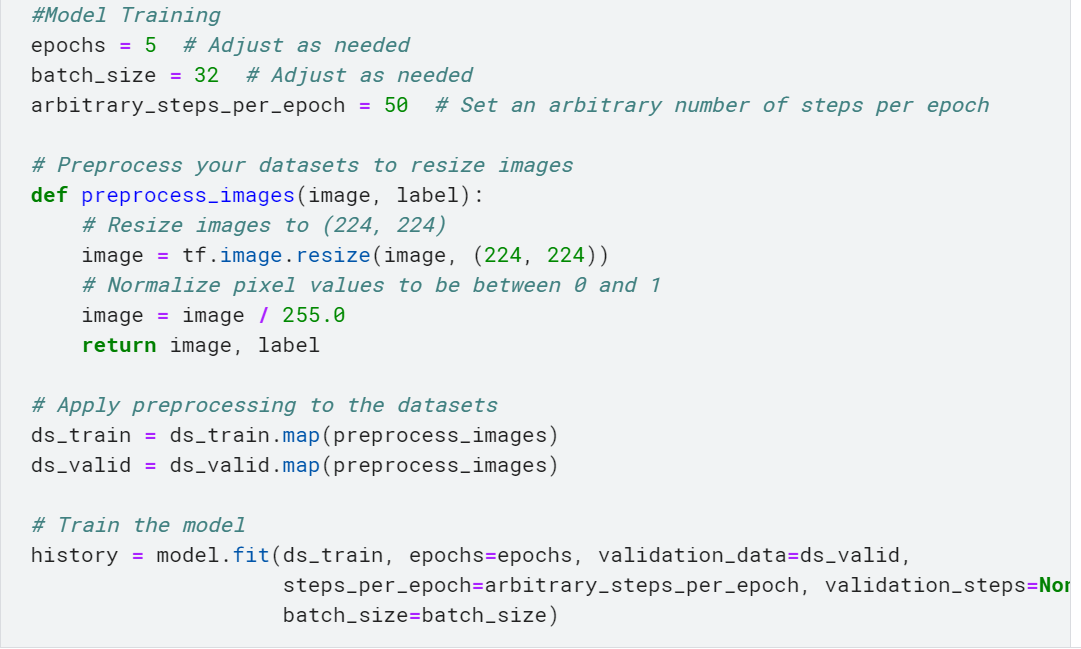 #Model Training
epochs = 5  # Adjust as needed
batch_size = 32  # Adjust as needed
arbitrary_steps_per_epoch = 50  # Set an arbitrary number of steps per epoch
# Preprocess your datasets to resize images
def preprocess_images(image, label):
    # Resize images to (224, 224)
    image = tf.image.resize(image, (224, 224))
    # Normalize pixel values to be between 0 and 1
    image = image / 255.0
    return image, label
# Apply preprocessing to the datasets
ds_train = ds_train.map(preprocess_images)
ds_valid = ds_valid.map(preprocess_images)
# Train the model
history = model.fit(ds_train, epochs=epochs, validation_data=ds_valid,
                    steps_per_epoch=arbitrary_steps_per_epoch, validation_steps=
                    batch_size=batch_size)